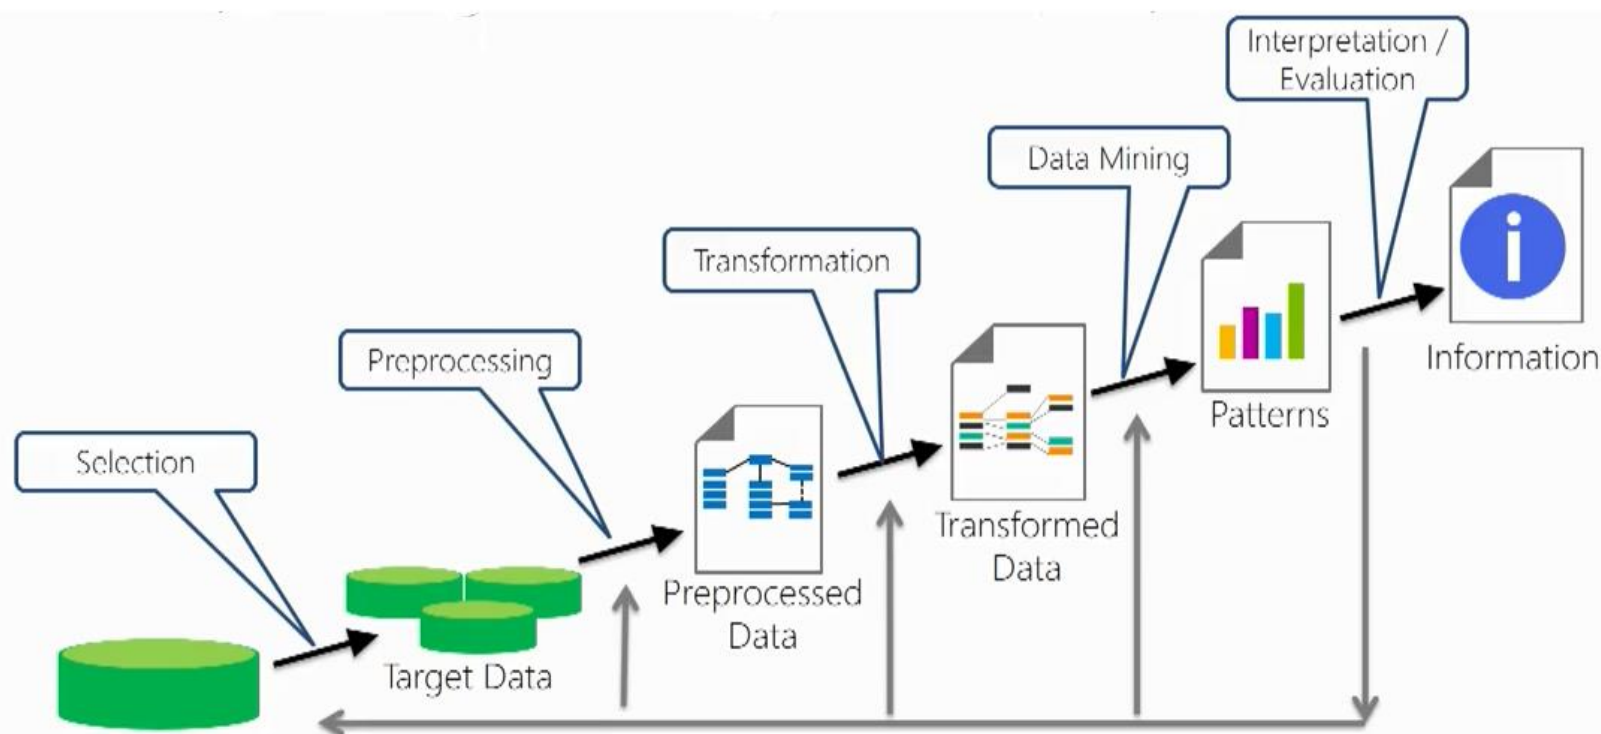 Interpretation /
Evaluation
Data Mining
Transformation
Preprocessing
Selection
Information
Patterns
Transformed
Data
Preprocessed
Data
Target Data